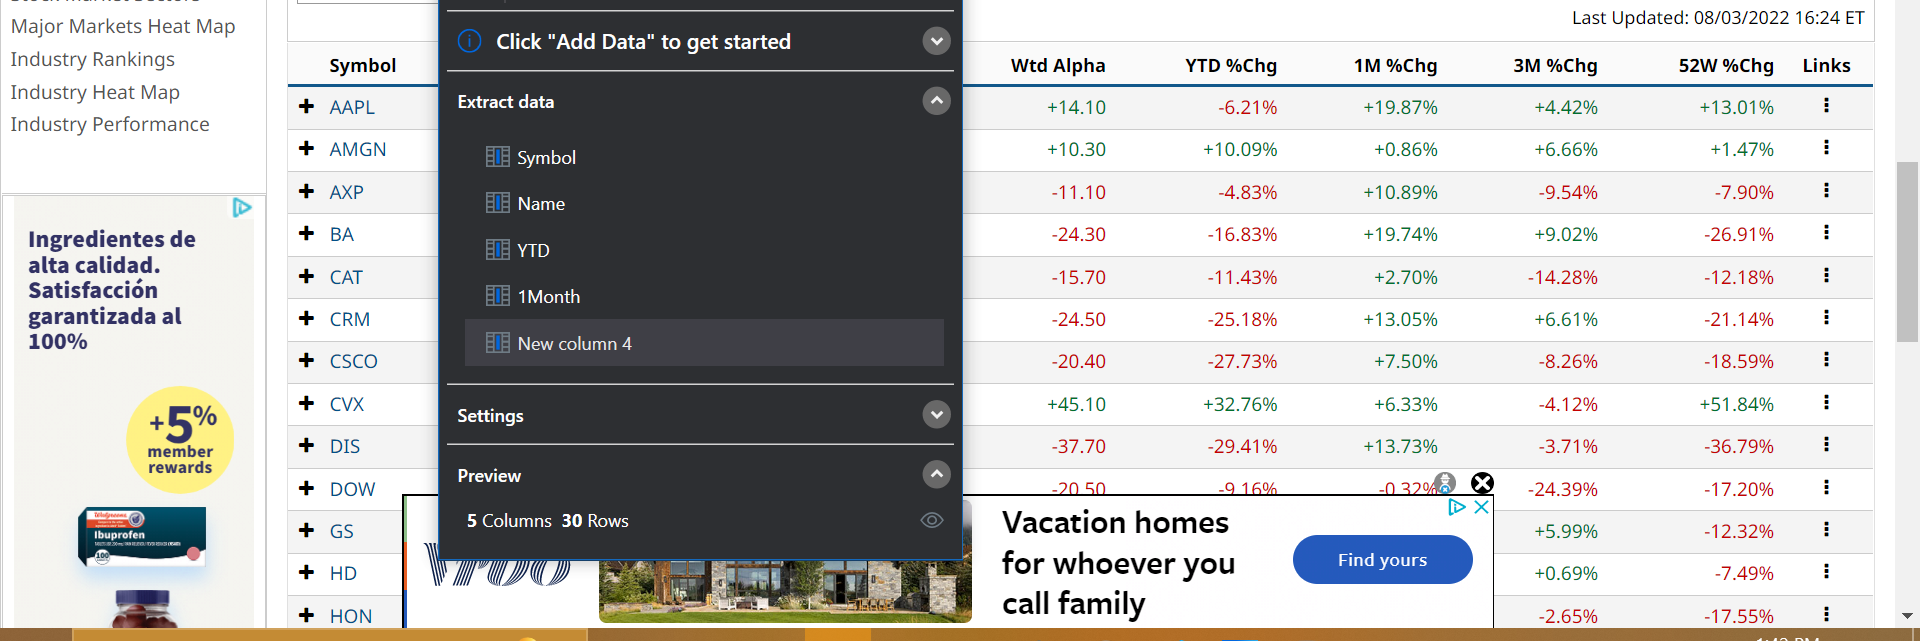 Major Markets Heat Map
Industry Rankings
Industry Heat Map
Industry Performance
Ingredientes de
alta calidad.
Satisfacción
garantizada al
100%
+5%
member
rewards
Walgreens
Ibuprofen
100
Last Updated: 08/03/2022 16:24 ET
Click "Add Data" to get started
Extract data
Symbol
Name
YTD
1Month
New column 4
Settings
Preview
5 Columns 30 Rows
Symbol Wtd Alpha YTD %Chg 1M %Chg 3M %Chg 52W %Chg Links
AAPL +14.10 -6.21% +19.87% +4.42% +13.01%
AMGN +10.30 +10.09% +0.86% +6.66% +1.47%
AXP -11.10 -4.83% +10.89% -9.54% -7.90%
BA -24.30 -16.83% +19.74% +9.02% -26.91%
CAT -15.70 -11.43% +2.70% -14.28% -12.18%
CRM -24.50 -25.18% +13.05% +6.61% -21.14%
CSCO -20.40 -27.73% +7.50% -8.26% -18.59%
CVX +45.10 +32.76% +6.33% -4.12% +51.84%
DIS -37.70 -29.41% +13.73% -3.71% -36.79%
DOW -20.50 -9.16% -0.32% -24.39% -17.20%
GS +5.99% -12.32%
HD +0.69% -7.49%
HON -2.65% -17.55%
Vacation homes
for whoever you
call family
Find yours